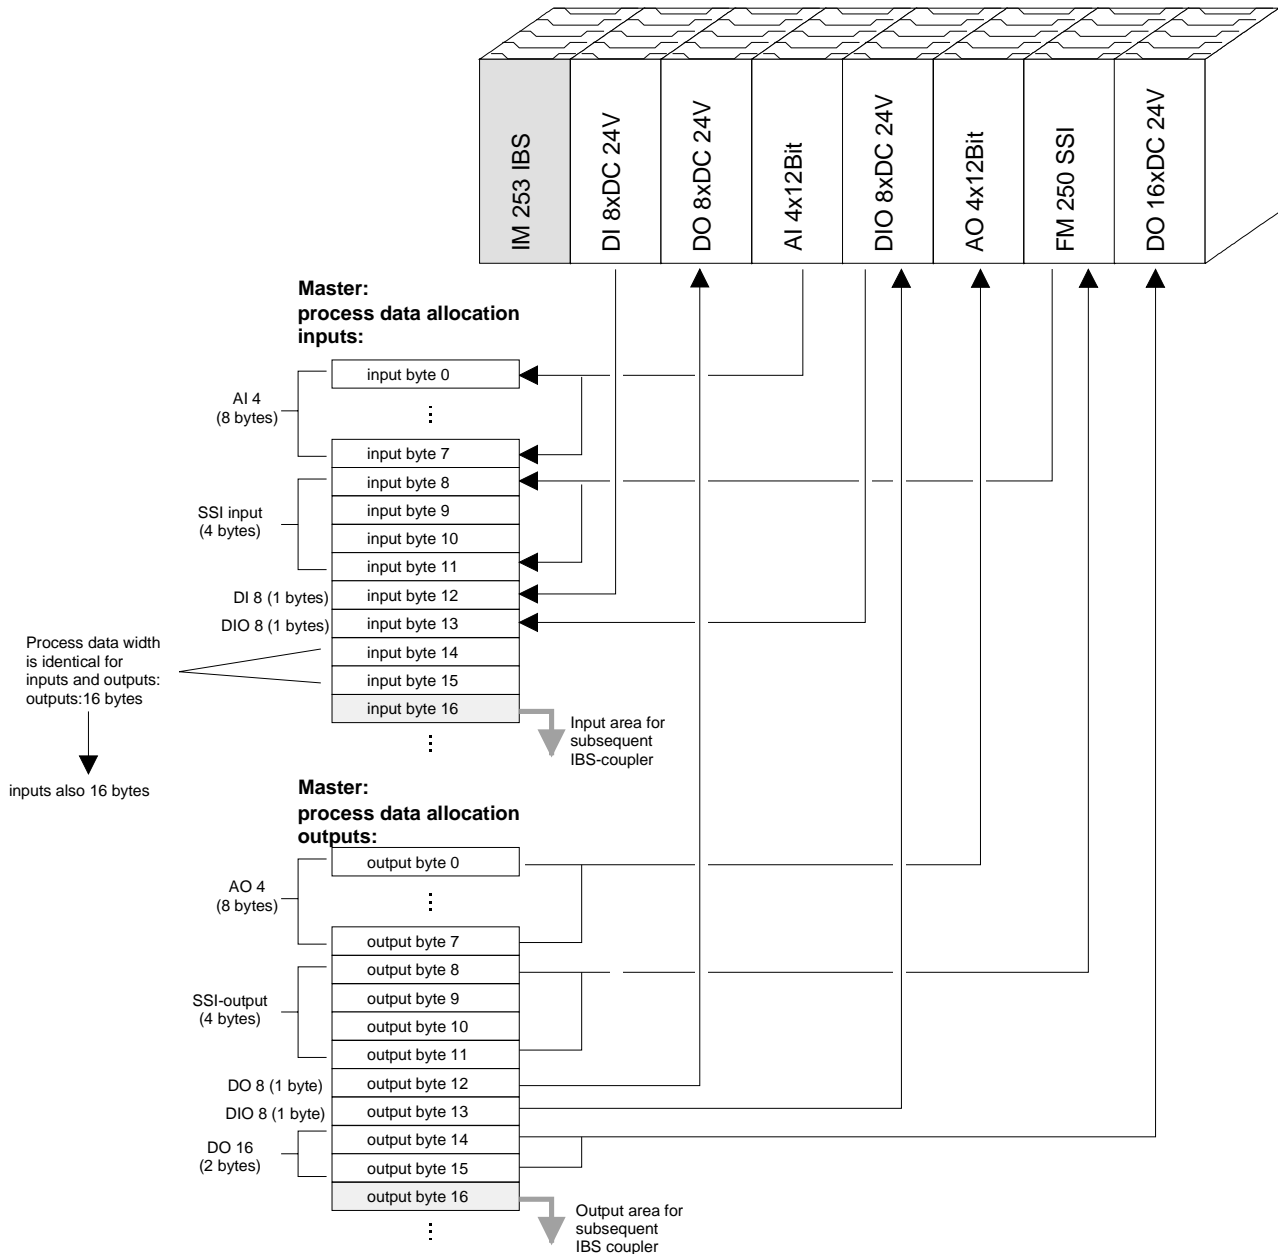 IM 253 IBS
DI 8xDC 24V
DO 8xDC 24V
AI 4x12Bit
DIO 8xDC 24V
AO 4x12Bit
FM 250 SSI
DO 16xDC 24V
Master:
process data allocation
inputs:
input byte 0
AI 4
(8 bytes)
input byte 7
input byte 8
SSI input
(4 bytes)
input byte 9
input byte 10
input byte 11
DI 8 (1 bytes)
input byte 12
DIO 8 (1 bytes)
input byte 13
Process data width
is identical for
inputs and outputs:
outputs:16 bytes
input byte 14
input byte 15
input byte 16
Input area for
subsequent
IBS-coupler
inputs also 16 bytes
Master:
process data allocation
outputs:
output byte 0
AO 4
(8 bytes)
output byte 7
output byte 8
SSI-output
(4 bytes)
output byte 9
output byte 10
output byte 11
DO 8 (1 byte)
output byte 12
DIO 8 (1 byte)
output byte 13
DO 16
(2 bytes)
output byte 14
output byte 15
output byte 16
Output area for
subsequent
IBS coupler